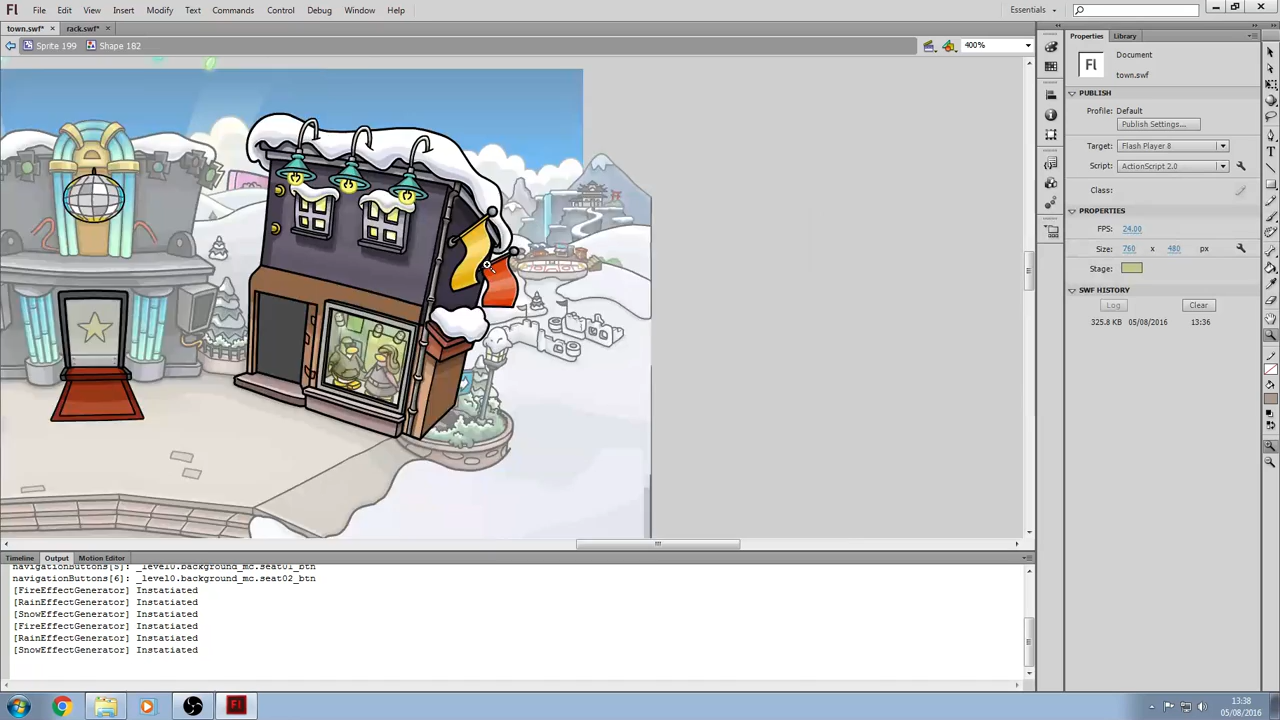 Fl File Edit View Insert Modify Text Commands Control Debug Window Help Essentials
town.swf* × rack.swf* ×
Sprite 199 Shape 182 400%
Properties Library
Fl Document
town.swf
PUBLISH
Profile: Default
Publish Settings...
Target: Flash Player 8
Script: ActionScript 2.0
Class:
PROPERTIES
FPS: 24.00
Size: 760 x 480 px
Stage:
SWF HISTORY
Log Clear
325.8 KB 05/08/2016 13:36
Timeline Output Motion Editor
navigationButtons[5]: _level0.background_mc.seat01_btn
navigationButtons[6]: _level0.background_mc.seat02_btn
[FireEffectGenerator] Instatiated
[RainEffectGenerator] Instatiated
[SnowEffectGenerator] Instatiated
[FireEffectGenerator] Instatiated
[RainEffectGenerator] Instatiated
[SnowEffectGenerator] Instatiated
Fl
13:38
05/08/2016